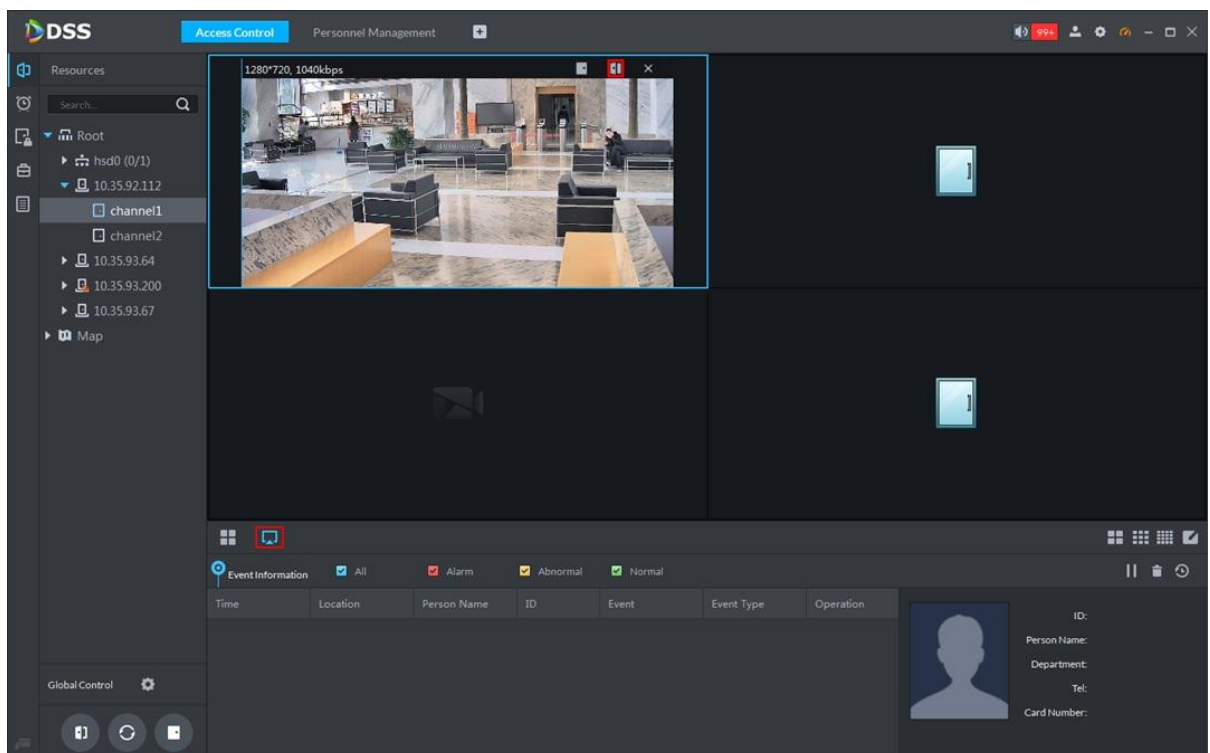 DSS
Access Control
Personnel Management
99+
Resources
Search...
Root
hsd0 (0/1)
10.35.92.112
channel1
channel2
10.35.93.64
10.35.93.200
10.35.93.67
Map
1280*720, 1040kbps
Event Information
All
Alarm
Abnormal
Normal
Time
Location
Person Name
ID
Event
Event Type
Operation
ID:
Person Name:
Department:
Tel:
Card Number:
Global Control